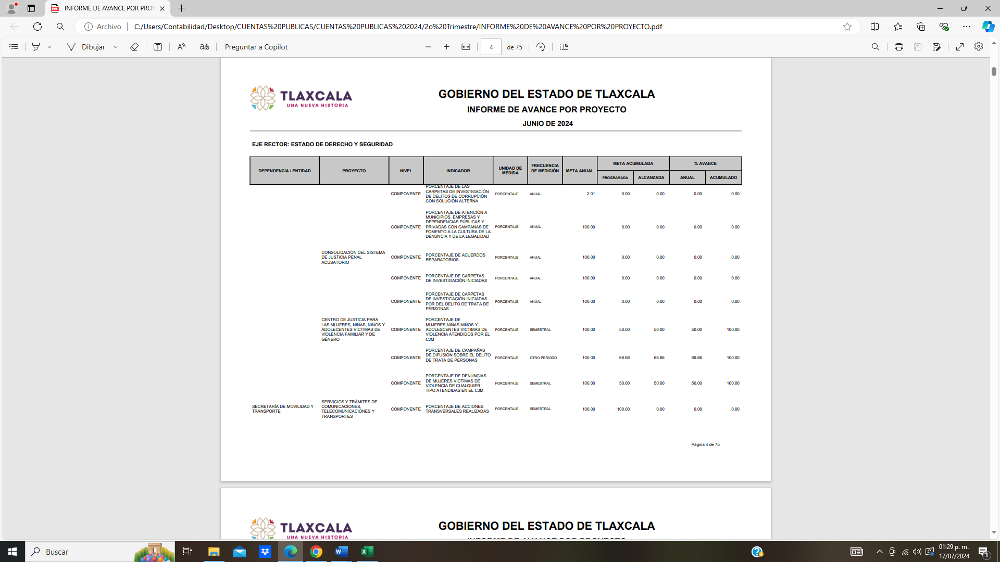 INFORME DE AVANCE POR PROY
Archivo
C:/Users/Contabilidad/Desktop/CUENTAS%20PUBLICAS/CUENTAS%20PUBLICAS%202024/2o%20Trimestre/INFORME%20DE%20AVANCE%20POR%20PROYECTO.pdf
Dibujar
aあ
Preguntar a Copilot
4 de 75
TLAXCALA
UNA NUEVA HISTORIA
GOBIERNO DEL ESTADO DE TLAXCALA
INFORME DE AVANCE POR PROYECTO
JUNIO DE 2024
EJE RECTOR: ESTADO DE DERECHO Y SEGURIDAD
DEPENDENCIA / ENTIDAD
PROYECTO
NIVEL
INDICADOR
UNIDAD DE
MEDIDA
FRECUENCIA
DE MEDICIÓN
META ANUAL
META ACUMULADA
% AVANCE
PROGRAMADA
ALCANZADA
ANUAL
ACUMULADO
COMPONENTE
PORCENTAJE DE LAS
CARPETAS DE INVESTIGACIÓN
DE DELITOS DE CORRUPCIÓN
CON SOLUCIÓN ALTERNA
PORCENTAJE ANUAL 2.01 0.00 0.00 0.00 0.00
COMPONENTE
PORCENTAJE DE ATENCIÓN A
MUNICIPIOS, EMPRESAS Y
DEPENDENCIAS PÚBLICAS Y
PRIVADAS CON CAMPAÑAS DE
FOMENTO A LA CULTURA DE LA
DENUNCIA Y DE LA LEGALIDAD
PORCENTAJE ANUAL 100.00 0.00 0.00 0.00 0.00
CONSOLIDACIÓN DEL SISTEMA
DE JUSTICIA PENAL
ACUSATORIO
COMPONENTE
PORCENTAJE DE ACUERDOS
REPARATORIOS
PORCENTAJE ANUAL 100.00 0.00 0.00 0.00 0.00
COMPONENTE
PORCENTAJE DE CARPETAS
DE INVESTIGACIÓN INICIADAS
PORCENTAJE ANUAL 100.00 0.00 0.00 0.00 0.00
COMPONENTE
PORCENTAJE DE CARPETAS
DE INVESTIGACIÓN INICIADAS
POR DEL DELITO DE TRATA DE
PERSONAS
PORCENTAJE ANUAL 100.00 0.00 0.00 0.00 0.00
CENTRO DE JUSTICIA PARA
LAS MUJERES, NIÑAS, NIÑOS Y
ADOLECENTES VÍCTIMAS DE
VIOLENCIA FAMILIAR Y DE
GÉNERO
COMPONENTE
PORCENTAJE DE
MUJERES,NIÑAS,NIÑOS Y
ADOLESCENTES VICTIMAS DE
VIOLENCIA ATENDIDOS POR EL
CJM
PORCENTAJE SEMESTRAL 100.00 50.00 50.00 50.00 100.00
COMPONENTE
PORCENTAJE DE CAMPAÑAS
DE DIFUSIÓN SOBRE EL DELITO
DE TRATA DE PERSONAS
PORCENTAJE OTRO PERIODO 100.00 66.66 66.66 66.66 100.00
COMPONENTE
PORCENTAJE DE DENUNCIAS
DE MUJERES VICTIMAS DE
VIOLENCIA DE CUALQUIER
TIPO ATENDIDAS EN EL CJM
PORCENTAJE SEMESTRAL 100.00 50.00 50.00 50.00 100.00
SECRETARÍA DE MOVILIDAD Y
TRANSPORTE
SERVICIOS Y TRÁMITES DE
COMUNICACIONES,
TELECOMUNICACIONES Y
TRANSPORTES
COMPONENTE
PORCENTAJE DE ACCIONES
TRANSVERSALES REALIZADAS
PORCENTAJE SEMESTRAL 100.00 100.00 0.00 0.00 0.00
Página 4 de 75
TLAXCALA
UNA NUEVA HISTORIA
GOBIERNO DEL ESTADO DE TLAXCALA
INFORME DE AVANCE POR PROYECTO
Buscar
01:29 p. m.
17/07/2024
1